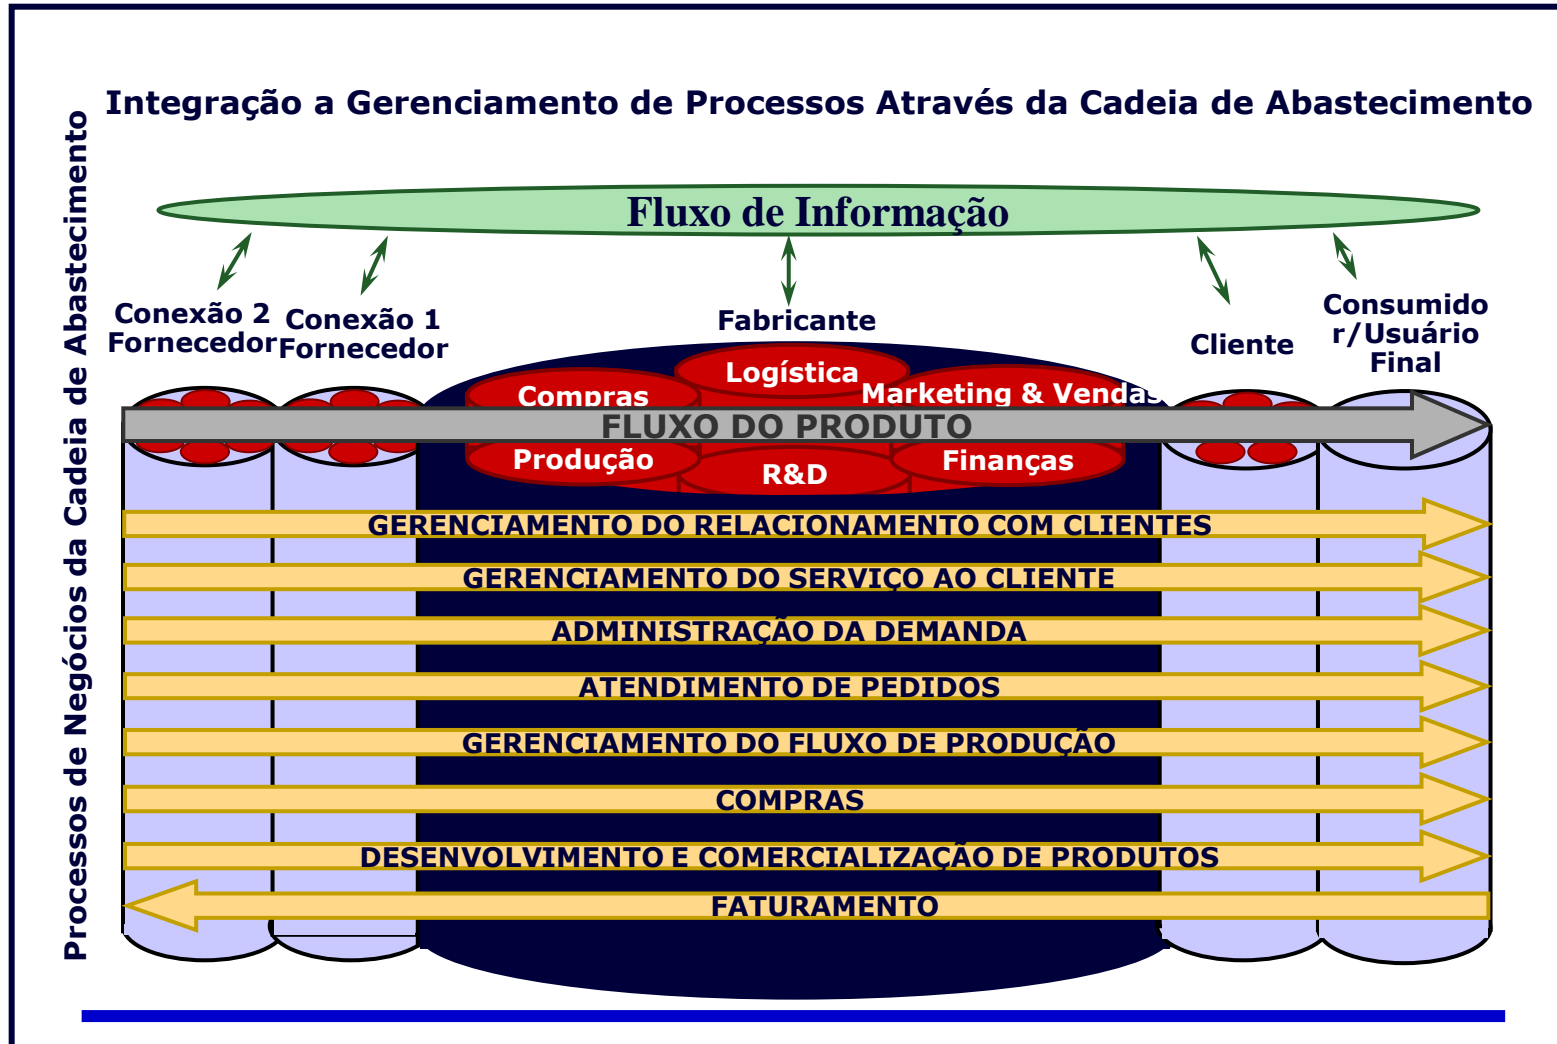 Integração a Gerenciamento de Processos Através da Cadeia de Abastecimento
Processos de Negócios da Cadeia de Abastecimento
Fluxo de Informação
Conexão 2
Fornecedor
Conexão 1
Fornecedor
Fabricante
Cliente
Consumido
r/Usuário
Final
Logística
Compras
Marketing & Vendas
FLUXO DO PRODUTO
Produção
R&D
Finanças
GERENCIAMENTO DO RELACIONAMENTO COM CLIENTES
GERENCIAMENTO DO SERVIÇO AO CLIENTE
ADMINISTRAÇÃO DA DEMANDA
ATENDIMENTO DE PEDIDOS
GERENCIAMENTO DO FLUXO DE PRODUÇÃO
COMPRAS
DESENVOLVIMENTO E COMERCIALIZAÇÃO DE PRODUTOS
FATURAMENTO